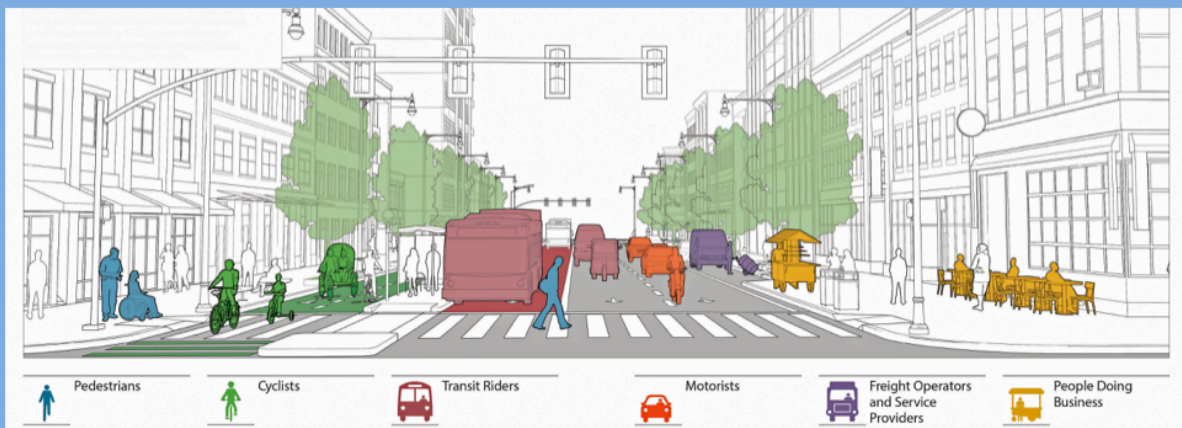 Pedestrians
Cyclists
Transit Riders
Motorists
Freight Operators
and Service
Providers
People Doing
Business